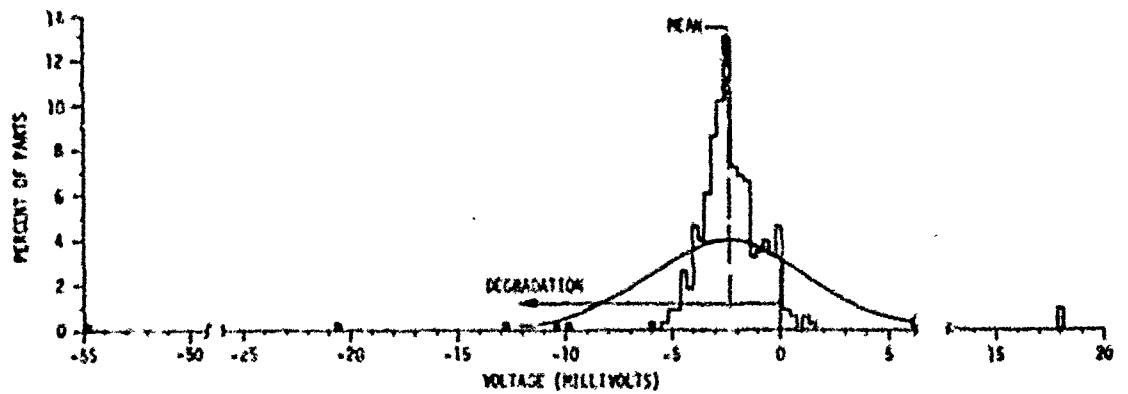 MEAN
14
12
10
8
6
4
2
0
PERCENT OF PARTS
DEGRADATION
-55 -50 -25 -20 -15 -10 -5 0 5 15 20
VOLTAGE (MILLIVOLTS)